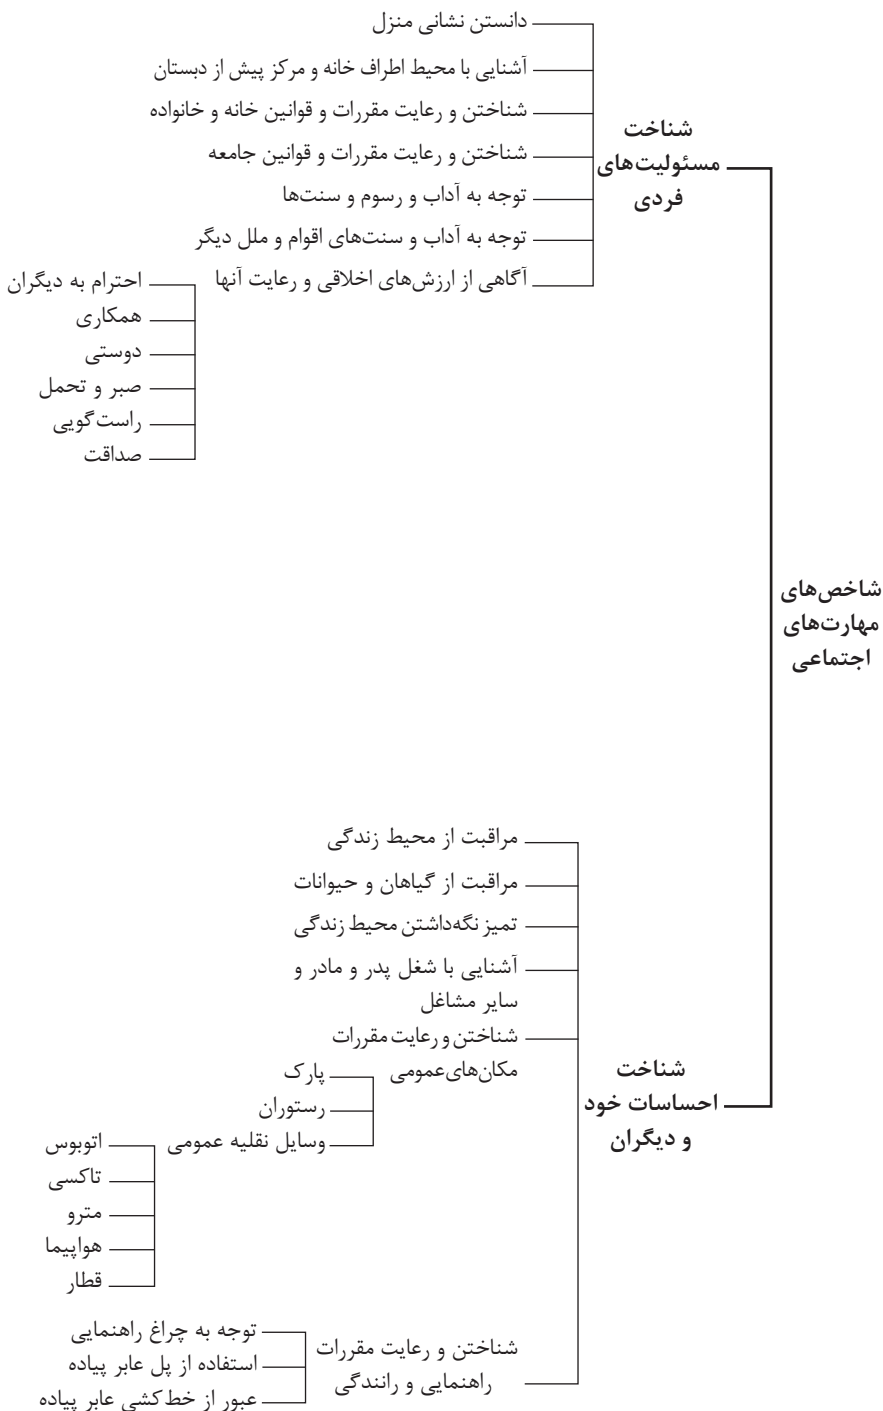 شاخص‌های
مهارت‌های
اجتماعی
شناخت
مسئولیت‌های
فردی
دانستن نشانی منزل
آشنایی با محیط اطراف خانه و مرکز پیش از دبستان
شناختن و رعایت مقررات و قوانین خانه و خانواده
شناختن و رعایت مقررات و قوانین جامعه
توجه به آداب و رسوم و سنت‌ها
توجه به آداب و سنت‌های اقوام و ملل دیگر
آگاهی از ارزش‌های اخلاقی و رعایت آنها
احترام به دیگران
همکاری
دوستی
صبر و تحمل
راست‌گویی
صداقت
شناخت
احساسات خود
و دیگران
مراقبت از محیط زندگی
مراقبت از گیاهان و حیوانات
تمیز نگه‌داشتن محیط زندگی
آشنایی با شغل پدر و مادر و
سایر مشاغل
شناختن و رعایت مقررات
مکان‌های عمومی
پارک
رستوران
وسایل نقلیه عمومی
اتوبوس
تاکسی
مترو
هواپیما
قطار
شناختن و رعایت مقررات
راهنمایی و رانندگی
توجه به چراغ راهنمایی
استفاده از پل عابر پیاده
عبور از خط‌کشی عابر پیاده